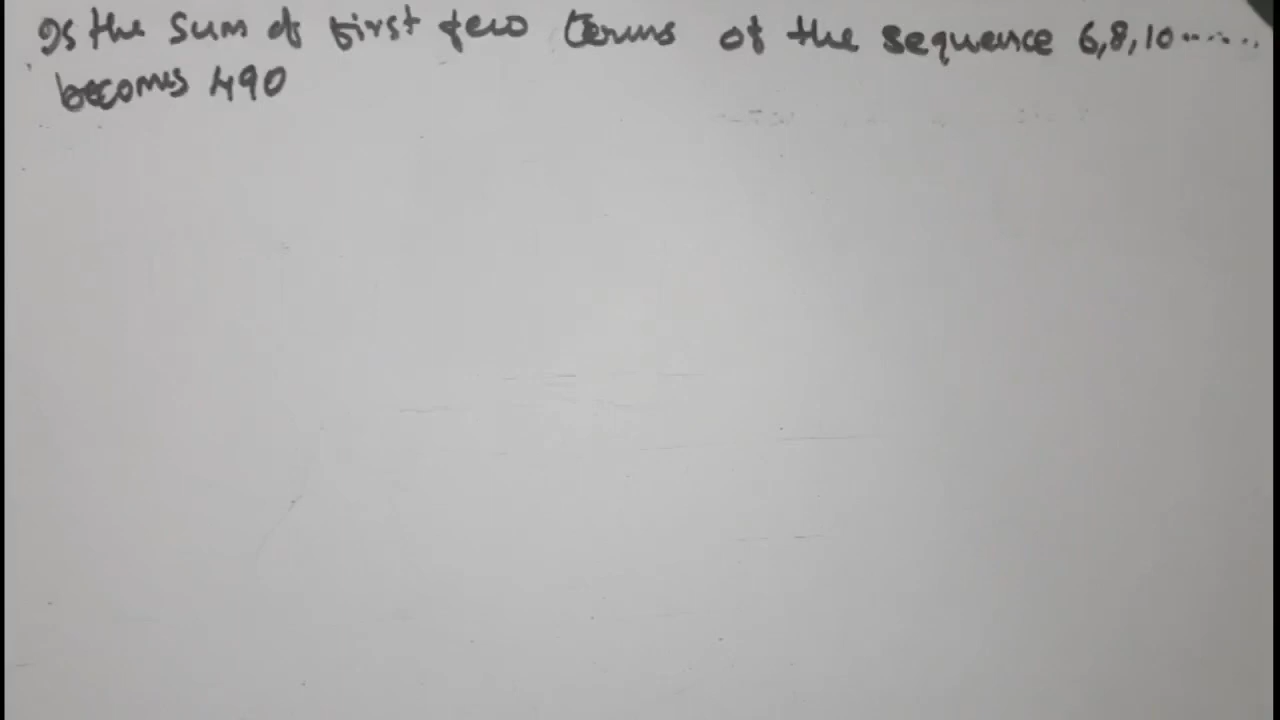 Is the sum of first few terms of the sequence 6,8,10......
becomes 490